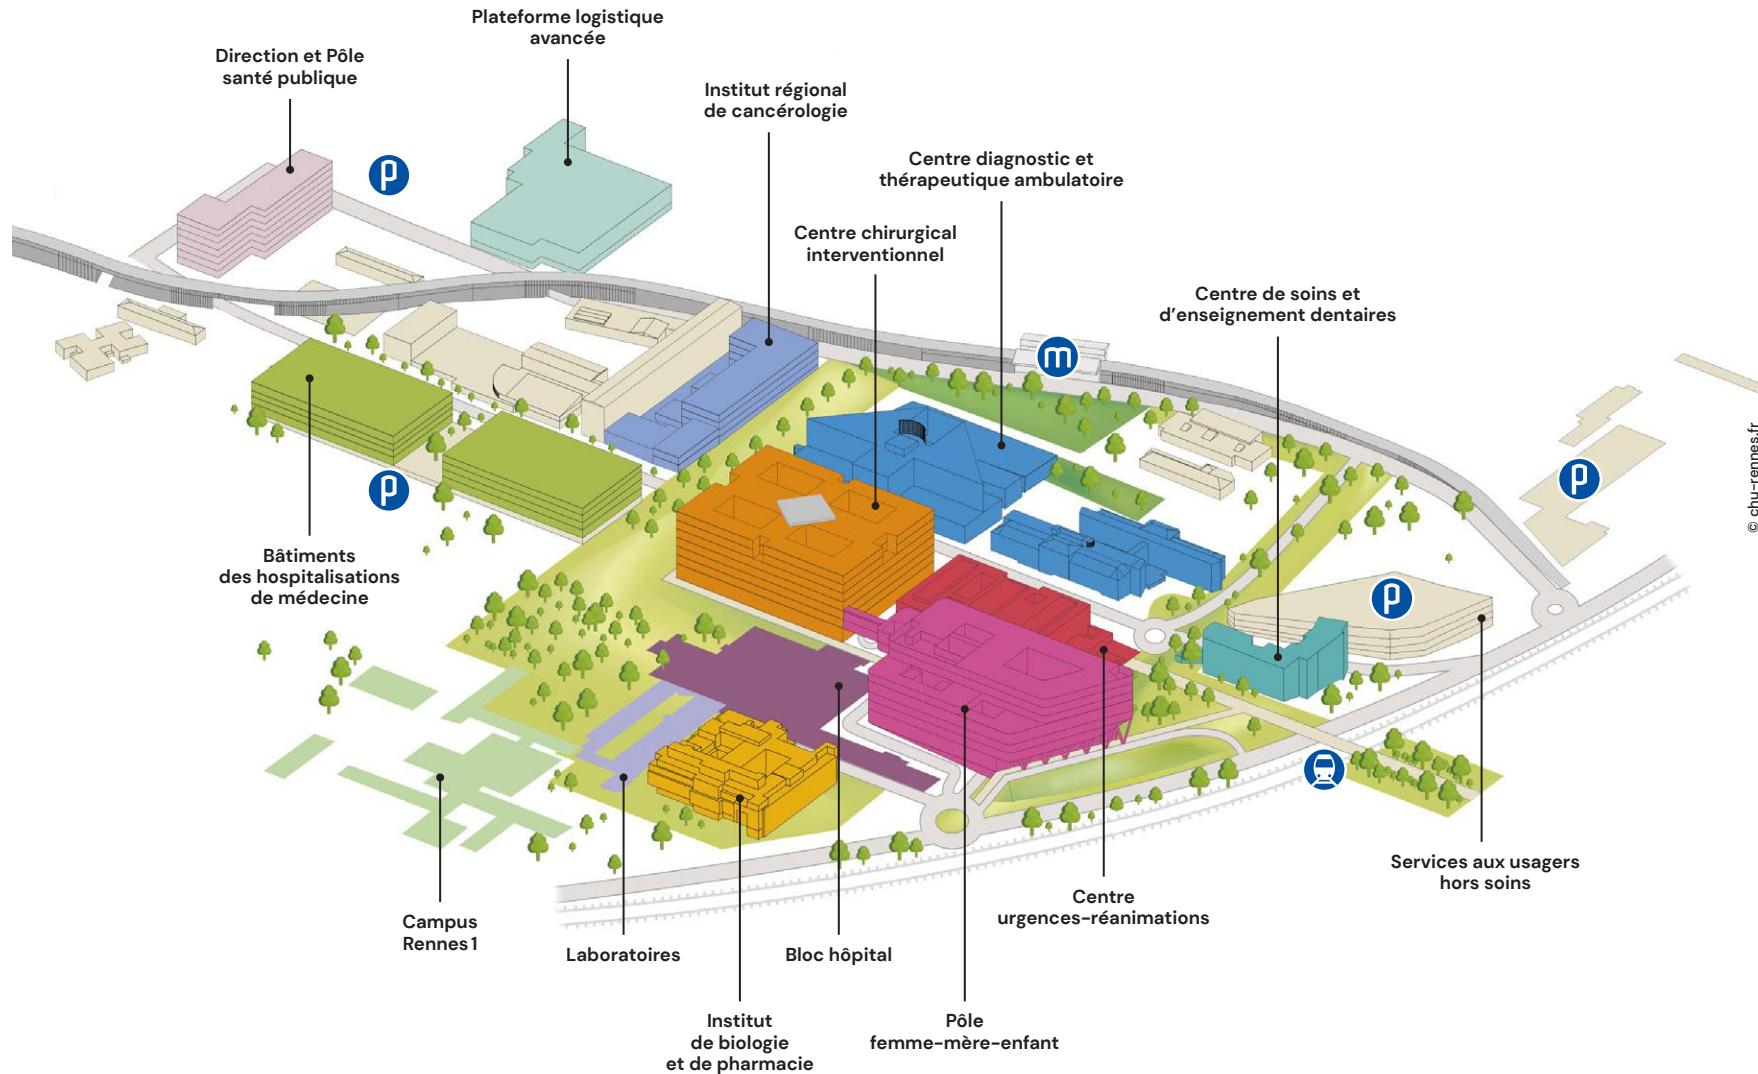 Plateforme logistique
avancée
Direction et Pôle
santé publique
Institut régional
de cancérologie
Centre diagnostic et
thérapeutique ambulatoire
Centre chirurgical
interventionnel
Centre de soins et
d'enseignement dentaires
P
m
P
P
P
© chu-rennes.fr
Bâtiments
des hospitalisations
de médecine
Services aux usagers
hors soins
Centre
urgences-réanimations
Campus
Rennes 1
Laboratoires
Bloc hôpital
Institut
de biologie
et de pharmacie
Pôle
femme-mère-enfant